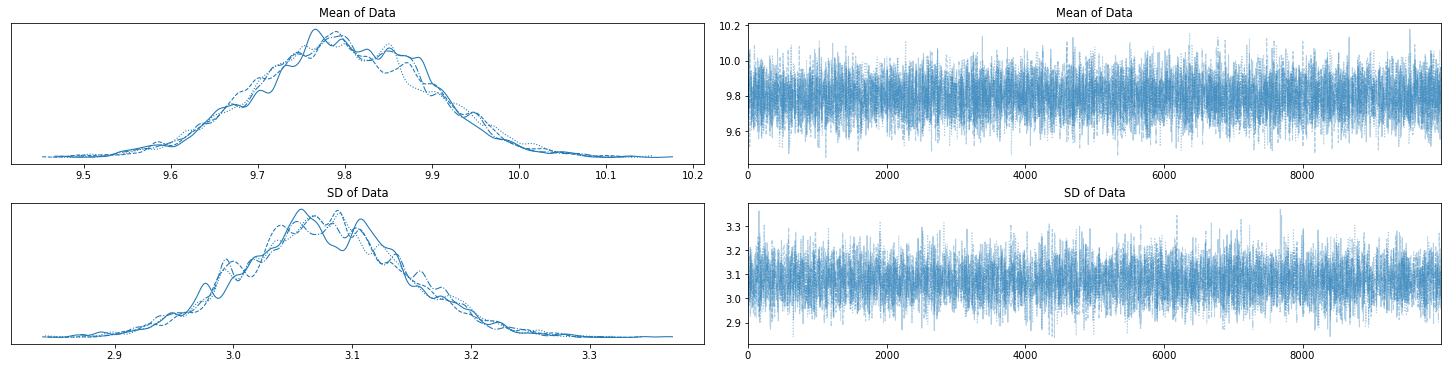 Mean of Data
9.5 9.6 9.7 9.8 9.9 10.0 10.1 10.2
Mean of Data
10.2
10.0
9.8
9.6
0 2000 4000 6000 8000
SD of Data
2.9 3.0 3.1 3.2 3.3
SD of Data
3.3
3.2
3.1
3.0
2.9
0 2000 4000 6000 8000